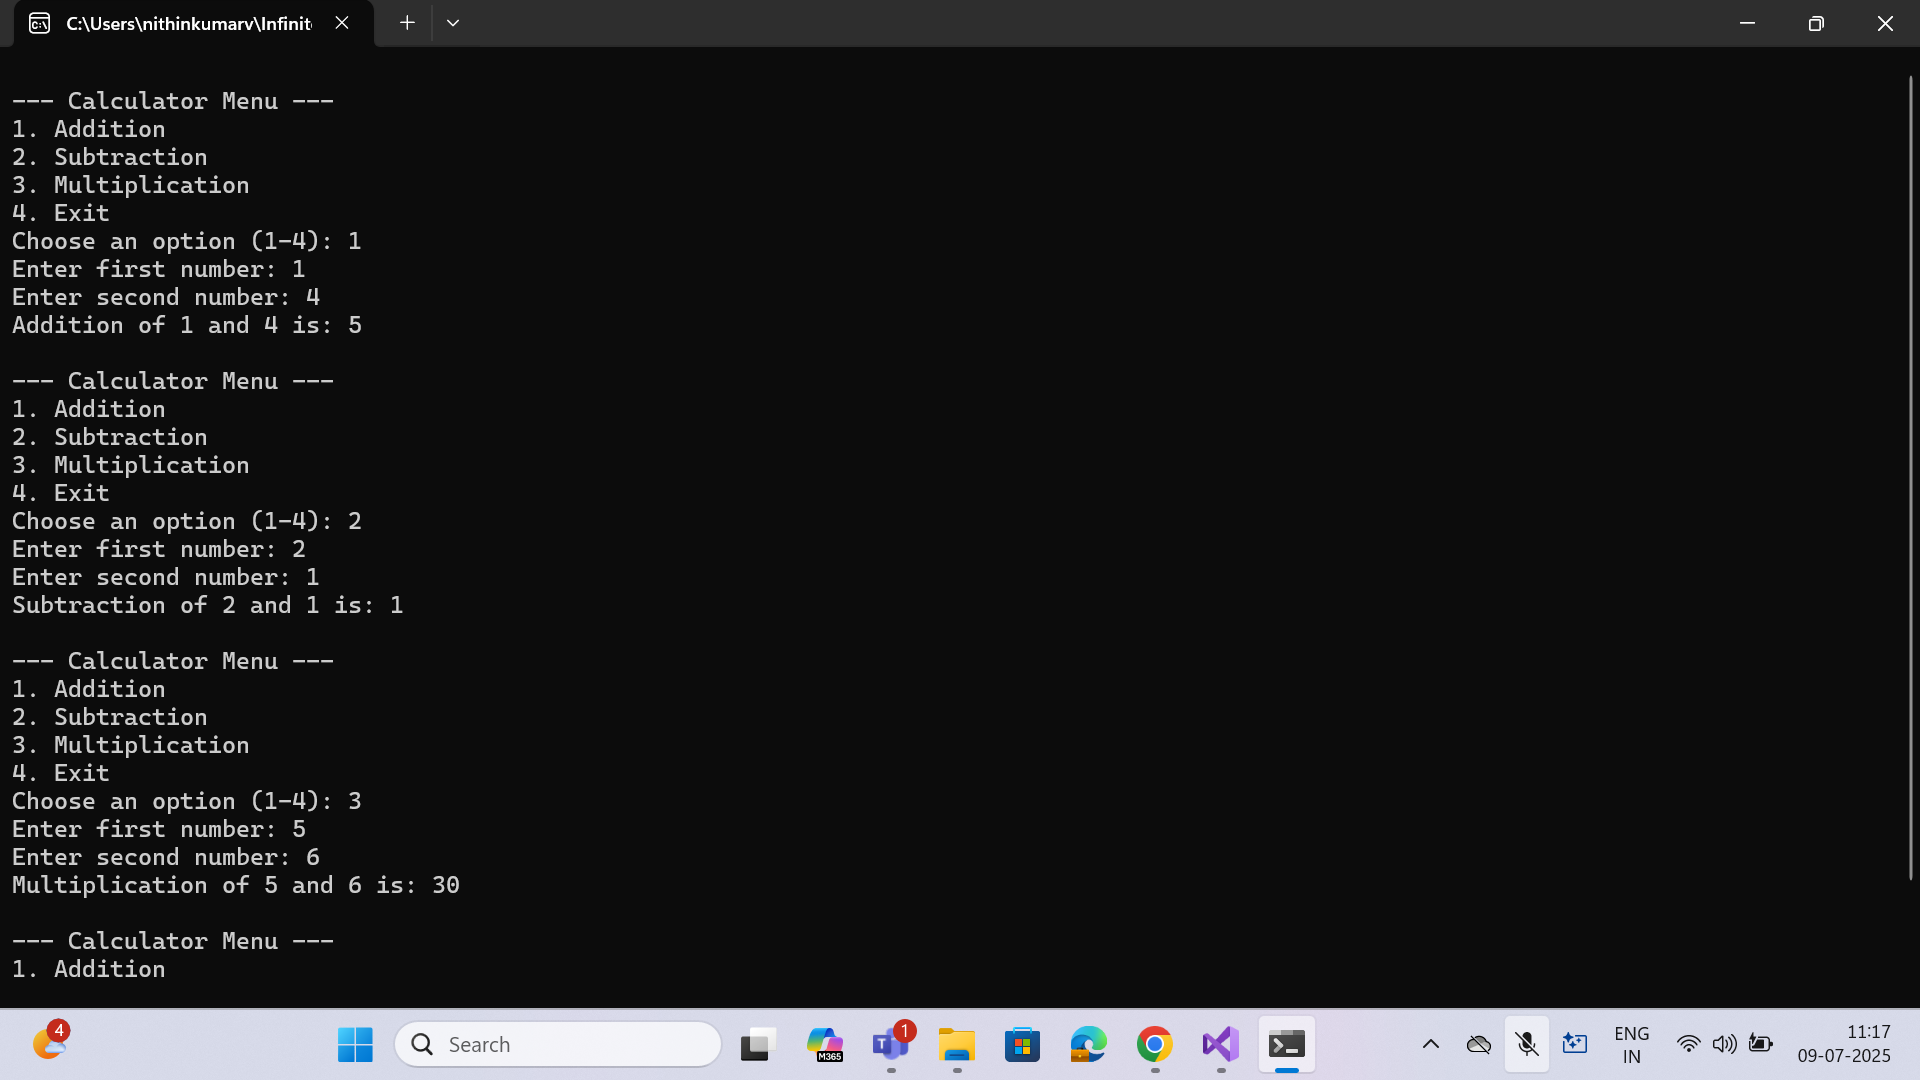 C:\Users\nithinkumarv\Infinit
--- Calculator Menu ---
1. Addition
2. Subtraction
3. Multiplication
4. Exit
Choose an option (1-4): 1
Enter first number: 1
Enter second number: 4
Addition of 1 and 4 is: 5
--- Calculator Menu ---
1. Addition
2. Subtraction
3. Multiplication
4. Exit
Choose an option (1-4): 2
Enter first number: 2
Enter second number: 1
Subtraction of 2 and 1 is: 1
--- Calculator Menu ---
1. Addition
2. Subtraction
3. Multiplication
4. Exit
Choose an option (1-4): 3
Enter first number: 5
Enter second number: 6
Multiplication of 5 and 6 is: 30
--- Calculator Menu ---
1. Addition
4
Search
M365
T
1
ENG
IN
11:17
09-07-2025